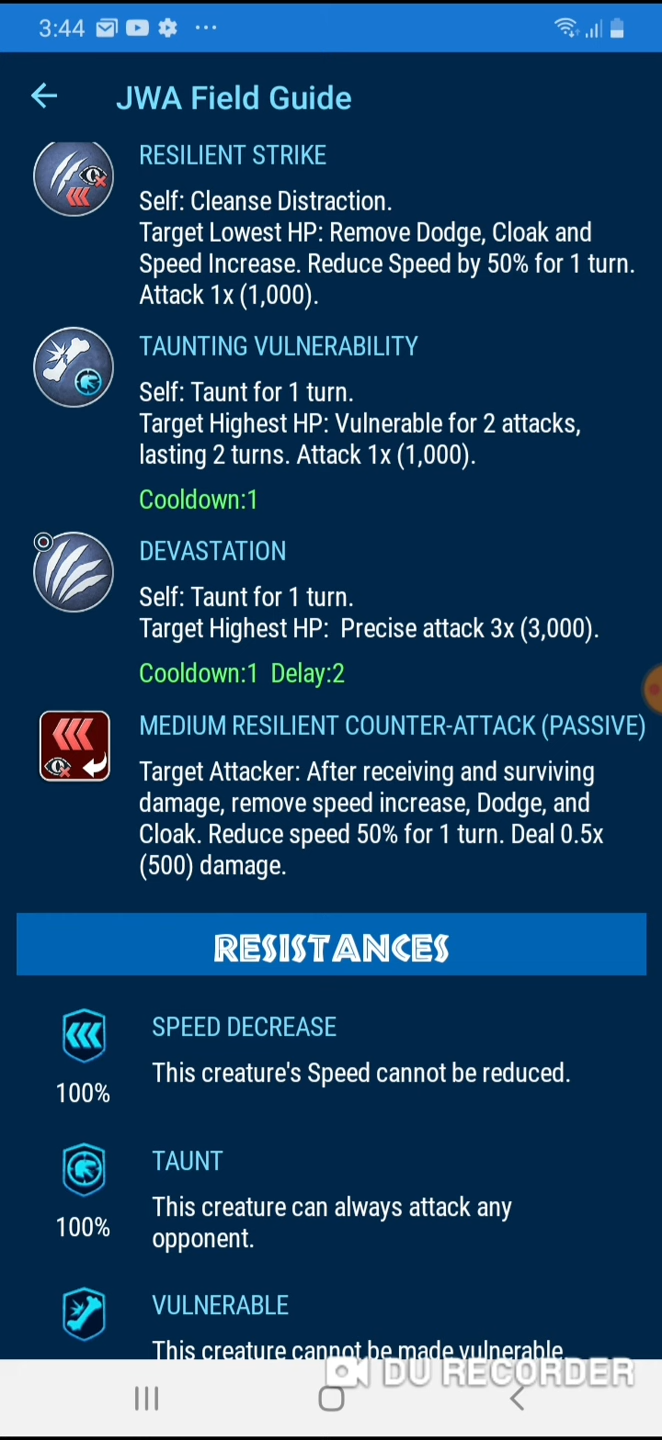 3:44
JWA Field Guide
RESILIENT STRIKE
Self: Cleanse Distraction.
Target Lowest HP: Remove Dodge, Cloak and
Speed Increase. Reduce Speed by 50% for 1 turn.
Attack 1x (1,000).
TAUNTING VULNERABILITY
Self: Taunt for 1 turn.
Target Highest HP: Vulnerable for 2 attacks,
lasting 2 turns. Attack 1x (1,000).
Cooldown:1
DEVASTATION
Self: Taunt for 1 turn.
Target Highest HP:  Precise attack 3x (3,000).
Cooldown:1  Delay:2
MEDIUM RESILIENT COUNTER-ATTACK (PASSIVE)
Target Attacker: After receiving and surviving
damage, remove speed increase, Dodge, and
Cloak. Reduce speed 50% for 1 turn. Deal 0.5x
(500) damage.
RESISTANCES
SPEED DECREASE
This creature's Speed cannot be reduced.
100%
TAUNT
This creature can always attack any
opponent.
100%
VULNERABLE
This creature cannot be made vulnerable.
DU RECORDER